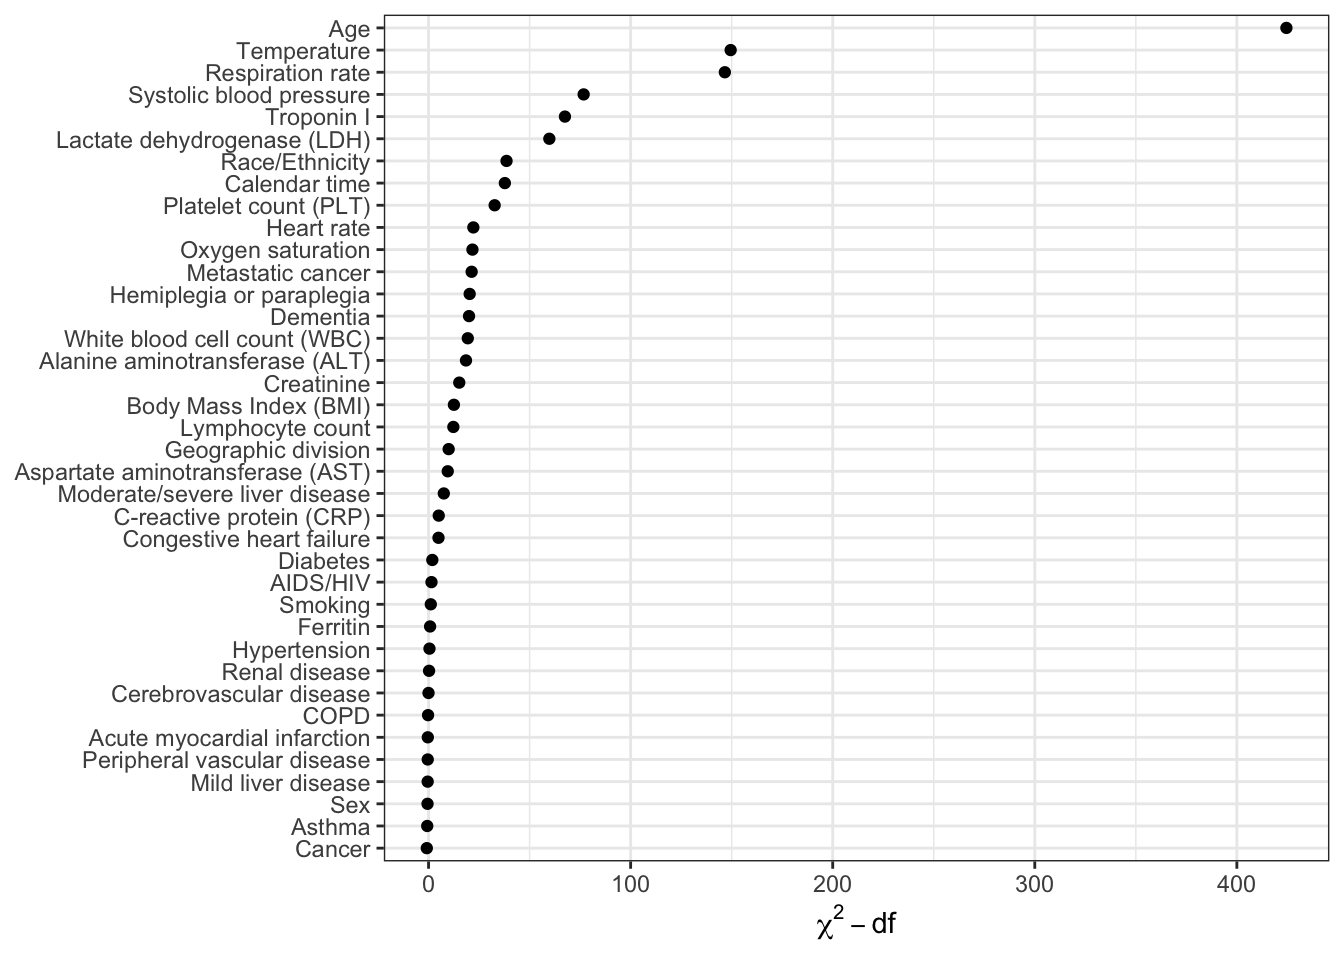 Age
Temperature
Respiration rate
Systolic blood pressure
Troponin I
Lactate dehydrogenase (LDH)
Race/Ethnicity
Calendar time
Platelet count (PLT)
Heart rate
Oxygen saturation
Metastatic cancer
Hemiplegia or paraplegia
Dementia
White blood cell count (WBC)
Alanine aminotransferase (ALT)
Creatinine
Body Mass Index (BMI)
Lymphocyte count
Geographic division
Aspartate aminotransferase (AST)
Moderate/severe liver disease
C-reactive protein (CRP)
Congestive heart failure
Diabetes
AIDS/HIV
Smoking
Ferritin
Hypertension
Renal disease
Cerebrovascular disease
COPD
Acute myocardial infarction
Peripheral vascular disease
Mild liver disease
Sex
Asthma
Cancer
0 100 200 300 400
χ² − df